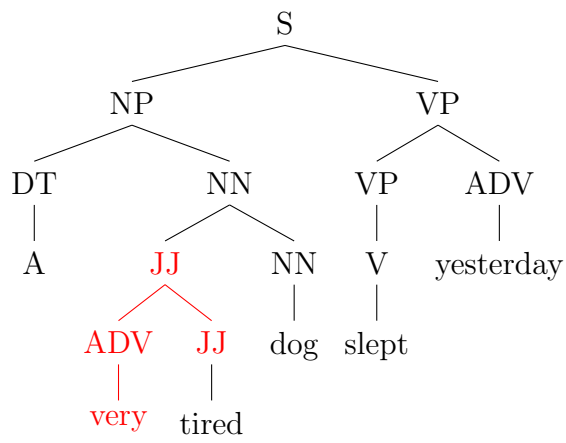 S
NP VP
DT NN VP ADV
A JJ NN V yesterday
ADV JJ dog slept
very tired